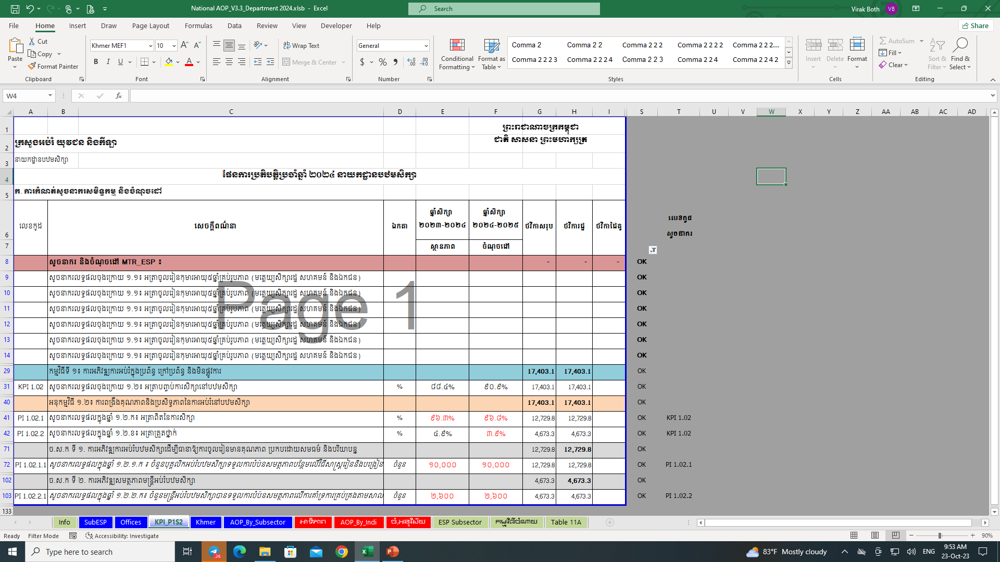 National AOP_V3.3_Department 2024.xlsb - Excel
Search
Virak Both
VB
File Home Insert Draw Page Layout Formulas Data Review View Developer Help
Share
Paste
Cut
Copy
Format Painter
Clipboard
Khmer MEF1 10
B I U
Font
Wrap Text
Merge & Center
Alignment
General
$ % 9
Number
Conditional Formatting
Format as Table
Comma 2 Comma 2 2 Comma 2 2 2 Comma 2 2 2 2 Comma 2 2 2...
Comma 2 2 2 3 Comma 2 2 2 4 Comma 2 2 3 Comma 2 2 4 Comma 2 2 4 2
Styles
Insert Delete Format
Cells
AutoSum
Fill
Clear
Sort & Filter
Find & Select
Editing
W4
fx
A B C D E F G H I S T U V W X Y Z AA AB AC AD
1 ព្រះរាជាណាចក្រកម្ពុជា
2 ក្រសួងអប់រំ យុវជន និងកីឡា
ជាតិ សាសនា ព្រះមហាក្សត្រ
3 នាយកដ្ឋានបឋមសិក្សា
4 ផែនការប្រតិបត្តិប្រចាំឆ្នាំ ២០២៤ នាយកដ្ឋានបឋមសិក្សា
5 ក. ការកំណត់សូចនាករសមិទ្ធកម្ម និងចំណុចដៅ
6 លេខកូដ សេចក្តីពណ៌នា ឯកតា ឆ្នាំសិក្សា ២០២៣-២០២៤ ឆ្នាំសិក្សា ២០២៤-២០២៥ ថវិកាសរុប ថវិការដ្ឋ ថវិកាដៃគូ លេខកូដ សូចនាករ
7 ស្ថានភាព ចំណុចដៅ
8 សូចនាករ និងចំណុចដៅ MTR_ESP ៖ - - - OK
9 សូចនាករលទ្ធផលចុងក្រោយ ១.១៖ អត្រាចូលរៀនកុមារអាយុ៥ឆ្នាំគ្រប់រូបភាព (មត្តេយ្យសិក្សារដ្ឋ សហគមន៍ និងឯកជន) OK
10 សូចនាករលទ្ធផលចុងក្រោយ ១.១៖ អត្រាចូលរៀនកុមារអាយុ៥ឆ្នាំគ្រប់រូបភាព (មត្តេយ្យសិក្សារដ្ឋ សហគមន៍ និងឯកជន) OK
11 សូចនាករលទ្ធផលចុងក្រោយ ១.១៖ អត្រាចូលរៀនកុមារអាយុ៥ឆ្នាំគ្រប់រូបភាព (មត្តេយ្យសិក្សារដ្ឋ សហគមន៍ និងឯកជន) OK
12 សូចនាករលទ្ធផលចុងក្រោយ ១.១៖ អត្រាចូលរៀនកុមារអាយុ៥ឆ្នាំគ្រប់រូបភាព (មត្តេយ្យសិក្សារដ្ឋ សហគមន៍ និងឯកជន) OK
13 សូចនាករលទ្ធផលចុងក្រោយ ១.១៖ អត្រាចូលរៀនកុមារអាយុ៥ឆ្នាំគ្រប់រូបភាព (មត្តេយ្យសិក្សារដ្ឋ សហគមន៍ និងឯកជន) OK
14 សូចនាករលទ្ធផលចុងក្រោយ ១.១៖ អត្រាចូលរៀនកុមារអាយុ៥ឆ្នាំគ្រប់រូបភាព (មត្តេយ្យសិក្សារដ្ឋ សហគមន៍ និងឯកជន) OK
Page 1
29 កម្មវិធីទី ១៖ ការអភិវឌ្ឍការអប់រំក្នុងប្រព័ន្ធ ក្រៅប្រព័ន្ធ និងមិនផ្លូវការ 17,403.1 17,403.1 OK
31 KPI 1.02 សូចនាករលទ្ធផលចុងក្រោយ ១.២៖ អត្រាបញ្ចប់ការសិក្សានៅបឋមសិក្សា % ៨៨.៤% ៩០.៩% 17,403.1 17,403.1 OK
40 អនុកម្មវិធី ១.២៖ ការពង្រឹងគុណភាពនិងប្រសិទ្ធភាពនៃការអប់រំនៅបឋមសិក្សា 17,403.1 17,403.1 OK
41 PI 1.02.1 សូចនាករលទ្ធផលក្នុងឆ្នាំ ១.២.ក៖ អត្រាពិតនៃការសិក្សា % ៩៦.៣% ៩៦.៨% 12,729.8 12,729.8 OK KPI 1.02
42 PI 1.02.2 សូចនាករលទ្ធផលក្នុងឆ្នាំ ១.២.ខ៖ អត្រាត្រួតថ្នាក់ % ៤.៩% ៣.៩% 4,673.3 4,673.3 OK KPI 1.02
71 ច.ស.ក ទី ១. ការអភិវឌ្ឍការអប់រំបឋមសិក្សាដើម្បីធានាឱ្យការចូលរៀនមានគុណភាព ប្រកបដោយសមធម៌ និងបរិយាបន្ន 12,729.8 12,729.8 OK
72 PI 1.02.1.1 សូចនាករលទ្ធផលក្នុងឆ្នាំ ១.២.១.ក ៖ ចំនួនបុគ្គលិកអប់រំបឋមសិក្សាទទួលការបំប៉នសមត្ថភាពបន្ថែមលើវិធីសាស្ត្ររៀននិងបង្រៀន ចំនួន ១០,០០០ ១០,០០០ 12,729.8 12,729.8 OK PI 1.02.1
102 ច.ស.ក ទី ២. ការអភិវឌ្ឍសមត្ថភាពមន្ត្រីអប់រំបឋមសិក្សា 4,673.3 4,673.3 OK
103 PI 1.02.2.1 សូចនាករលទ្ធផលក្នុងឆ្នាំ ១.២.២.ក៖ ចំនួនមន្ត្រីអប់រំបឋមសិក្សាបានទទួលការបំប៉នសមត្ថភាពលើការគាំទ្រការគ្រប់គ្រងតាមសាល ចំនួន ២,៦០០ ២,៦០០ 4,673.3 4,673.3 OK PI 1.02.2
133
Info SubESP Offices KPI_P1S2 Khmer AOP_By_Subsector អាទិភាព AOP_By_Indi ចំ.អនុវិស័យ ESP Subsector កម្មវិធីចំណាយ Table 11A
Ready Filter Mode Accessibility: Investigate 90%
Type here to search
.26
83°F Mostly cloudy
ENG
9:53 AM
23-Oct-23